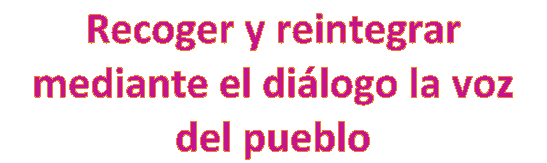 Recoger y reintegrar
mediante el diálogo la voz
del pueblo